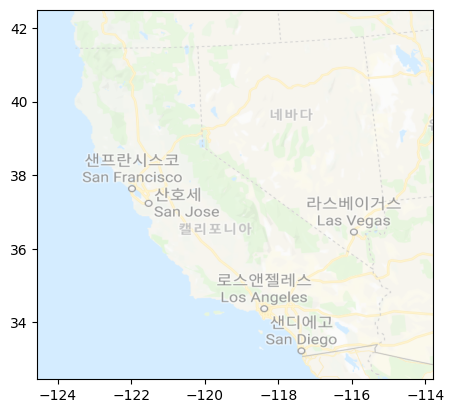 42
40
38
36
34
네바다
샌프란시스코
San Francisco
산호세
San Jose
라스베이거스
Las Vegas
캘리포니아
로스앤젤레스
Los Angeles
샌디에고
San Diego
−124
−122
−120
−118
−116
−114